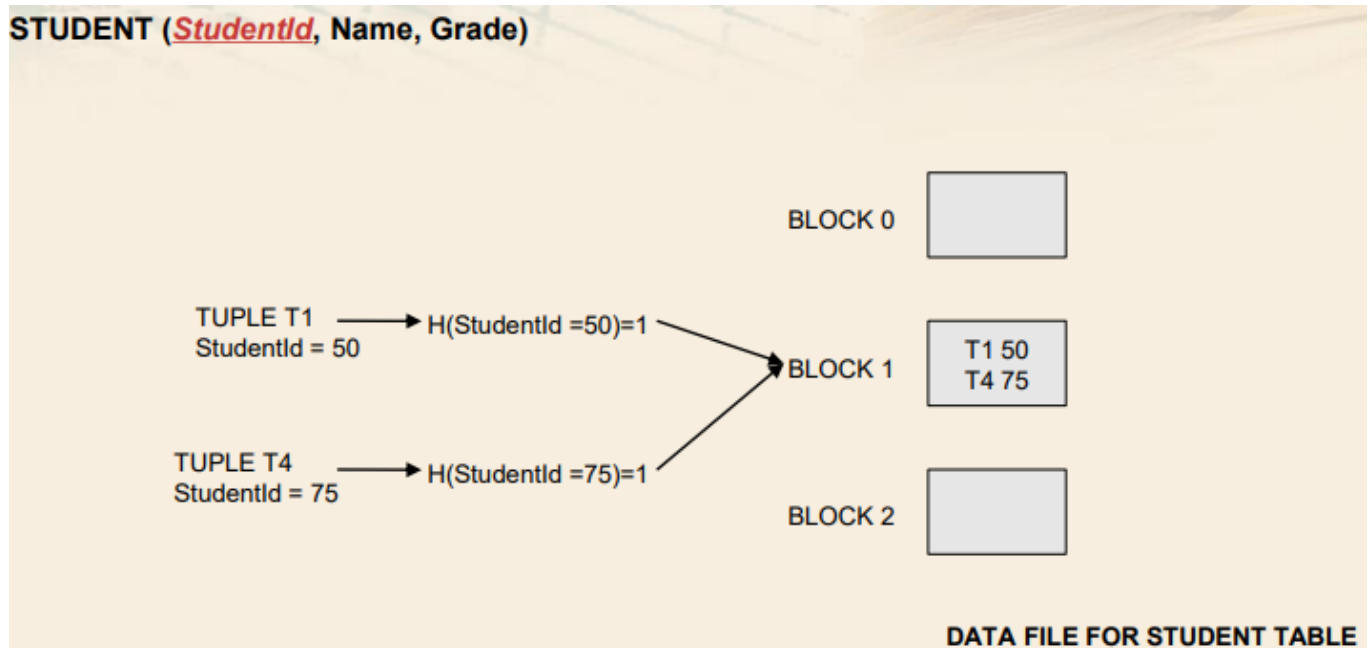 STUDENT (StudentId, Name, Grade)
BLOCK 0
TUPLE T1
StudentId = 50
H(StudentId =50)=1
BLOCK 1
T1 50
T4 75
TUPLE T4
StudentId = 75
H(StudentId =75)=1
BLOCK 2
DATA FILE FOR STUDENT TABLE